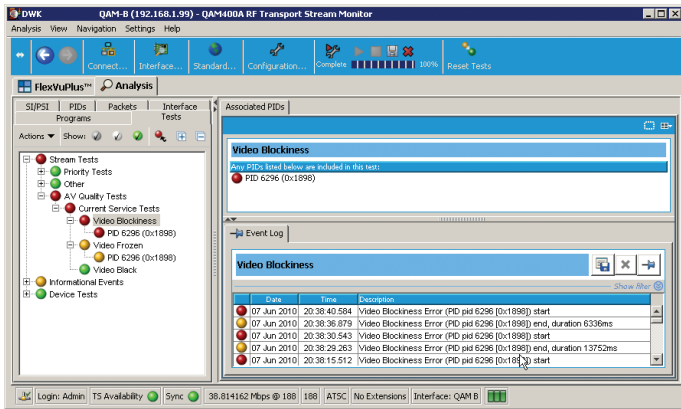 DWK QAM-B (192.168.1.99) - QAM400A RF Transport Stream Monitor
Analysis View Navigation Settings Help
Connect... Interface... Standard... Configuration... Complete 100% Reset Tests
FlexVuPlus™ Analysis
SI/PSI PIDs Packets Interface
Programs Tests
Actions Show:
Stream Tests
Priority Tests
Other
AV Quality Tests
Current Service Tests
Video Blockiness
PID 6296 (0x1898)
Video Frozen
PID 6296 (0x1898)
Video Black
Informational Events
Device Tests
Associated PIDs
Video Blockiness
Any PIDs listed below are included in this test:
PID 6296 (0x1898)
Event Log
Video Blockiness
Show filter
Date Time Description
07 Jun 2010 20:38:40.584 Video Blockiness Error (PID pid 6296 [0x1898]) start
07 Jun 2010 20:38:36.879 Video Blockiness Error (PID pid 6296 [0x1898]) end, duration 6336ms
07 Jun 2010 20:38:30.543 Video Blockiness Error (PID pid 6296 [0x1898]) start
07 Jun 2010 20:38:29.263 Video Blockiness Error (PID pid 6296 [0x1898]) end, duration 13752ms
07 Jun 2010 20:38:15.512 Video Blockiness Error (PID pid 6296 [0x1898]) start
Login: Admin TS Availability Sync 38.814162 Mbps @ 188 188 ATSC No Extensions Interface: QAM B